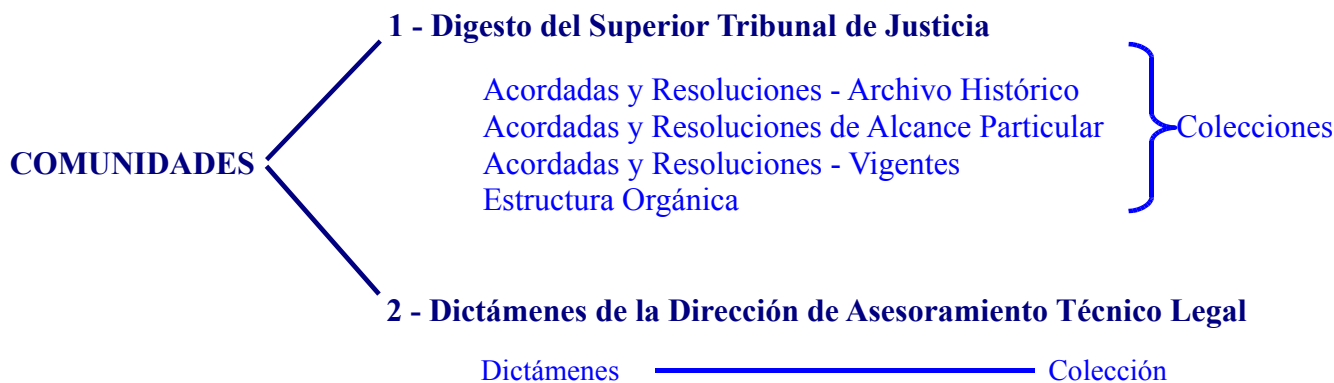 1 - Digesto del Superior Tribunal de Justicia
Acordadas y Resoluciones - Archivo Histórico
Acordadas y Resoluciones de Alcance Particular
Colecciones
COMUNIDADES
Acordadas y Resoluciones - Vigentes
Estructura Orgánica
2 - Dictámenes de la Dirección de Asesoramiento Técnico Legal
Dictámenes
Colección